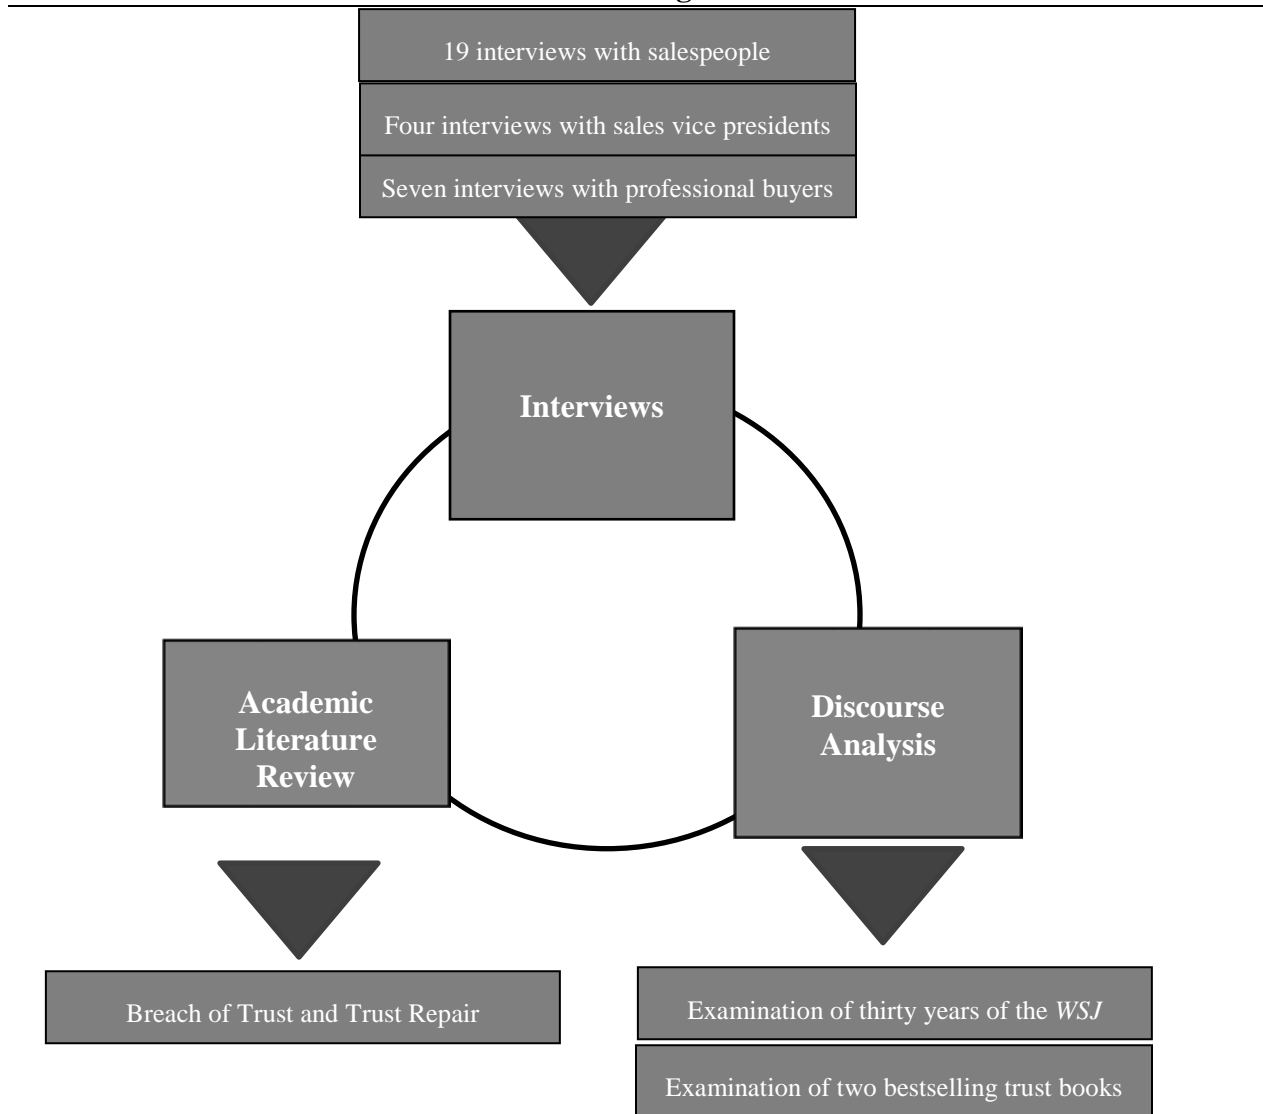 19 interviews with salespeople
Four interviews with sales vice presidents
Seven interviews with professional buyers
Interviews
Academic
Literature
Review
Discourse
Analysis
Breach of Trust and Trust Repair
Examination of thirty years of the WSJ
Examination of two bestselling trust books